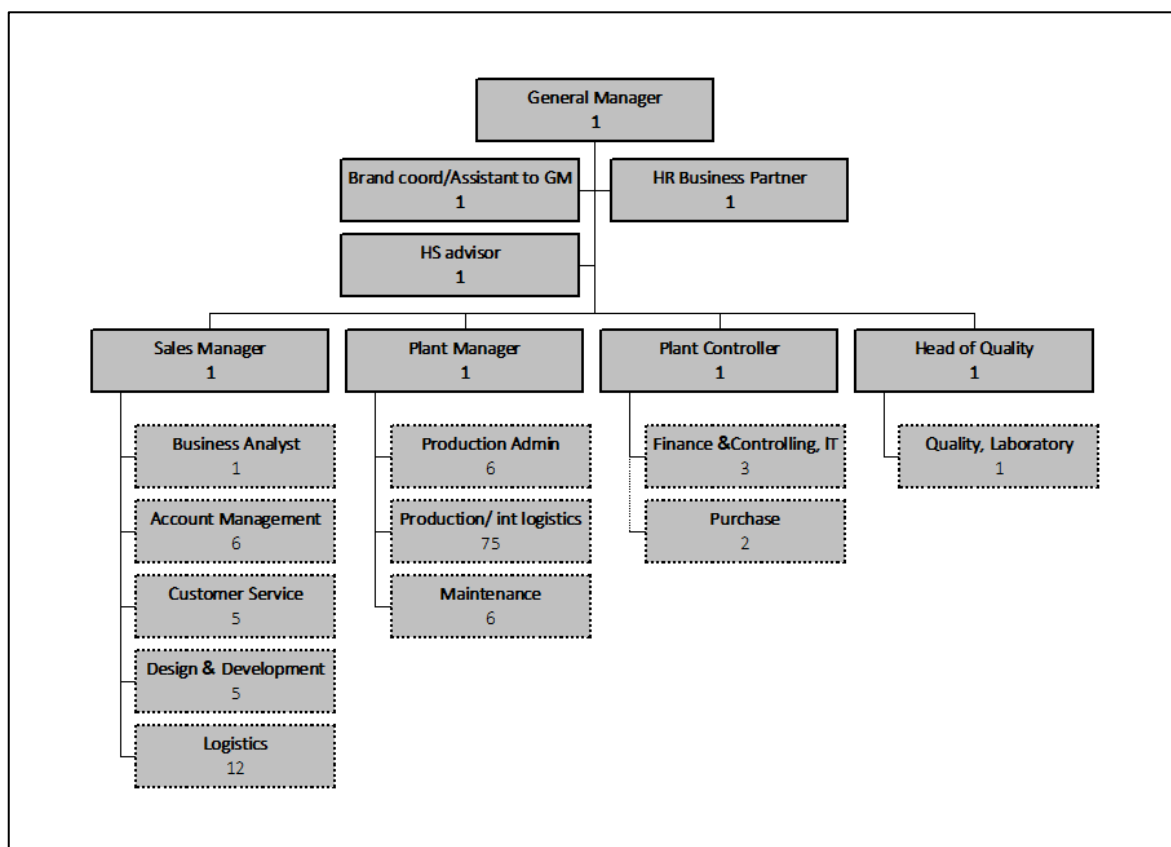 General Manager
1
Brand coord/Assistant to GM
1
HR Business Partner
1
HS advisor
1
Sales Manager
1
Plant Manager
1
Plant Controller
1
Head of Quality
1
Business Analyst
1
Account Management
6
Customer Service
5
Design & Development
5
Logistics
12
Production Admin
6
Production/ int logistics
75
Maintenance
6
Finance &Controlling, IT
3
Purchase
2
Quality, Laboratory
1